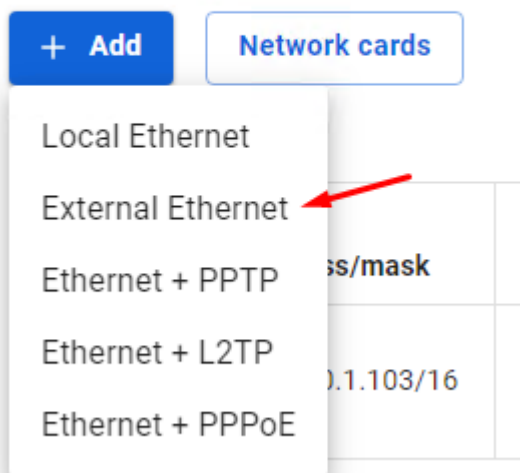 + Add
Network cards
Local Ethernet
External Ethernet
Ethernet + PPTP
ss/mask
Ethernet + L2TP
0.1.103/16
Ethernet + PPPoE